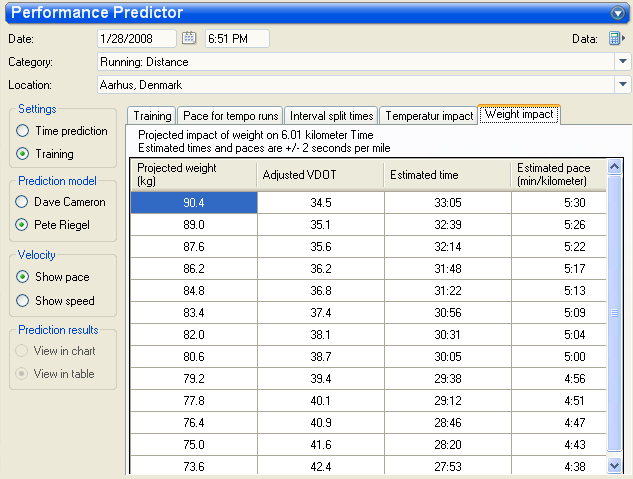 Performance Predictor
Date: 1/28/2008 6:51 PM Data:
Category: Running: Distance
Location: Aarhus, Denmark
Settings
Time prediction
Training
Prediction model
Dave Cameron
Pete Riegel
Velocity
Show pace
Show speed
Prediction results
View in chart
View in table
Training Pace for tempo runs Interval split times Temperatur impact Weight impact
Projected impact of weight on 6.01 kilometer Time
Estimated times and paces are +/- 2 seconds per mile
Projected weight (kg) Adjusted VDOT Estimated time Estimated pace (min/kilometer)
90.4 34.5 33:05 5:30
89.0 35.1 32:39 5:26
87.6 35.6 32:14 5:22
86.2 36.2 31:48 5:17
84.8 36.8 31:22 5:13
83.4 37.4 30:56 5:09
82.0 38.1 30:31 5:04
80.6 38.7 30:05 5:00
79.2 39.4 29:38 4:56
77.8 40.1 29:12 4:51
76.4 40.9 28:46 4:47
75.0 41.6 28:20 4:43
73.6 42.4 27:53 4:38